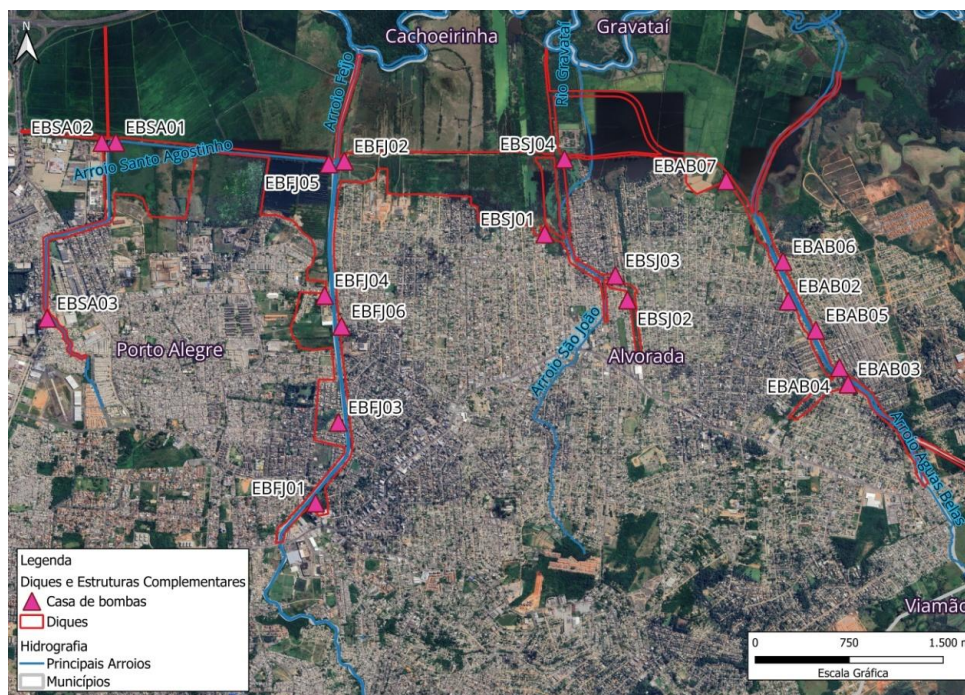 N
Cachoeirinha
Gravataí
Arroio Feijo
Rio Gravataí
EBSA02
EBSA01
Arroio Santo Agostinho
EBFJ02
EBFJ05
EBSJ04
EBAB07
EBSJ01
EBSJ03
EBAB06
EBSA03
EBFJ04
EBFJ06
EBSJ02
EBAB02
EBAB05
Porto Alegre
Arroio São João
Alvorada
EBAB03
EBAB04
EBFJ03
Arroio Aguas Belas
EBFJ01
Viamão
Legenda
Diques e Estruturas Complementares
Casa de bombas
Diques
Hidrografia
Principais Arroios
Municípios
0 750 1.500 m
Escala Gráfica